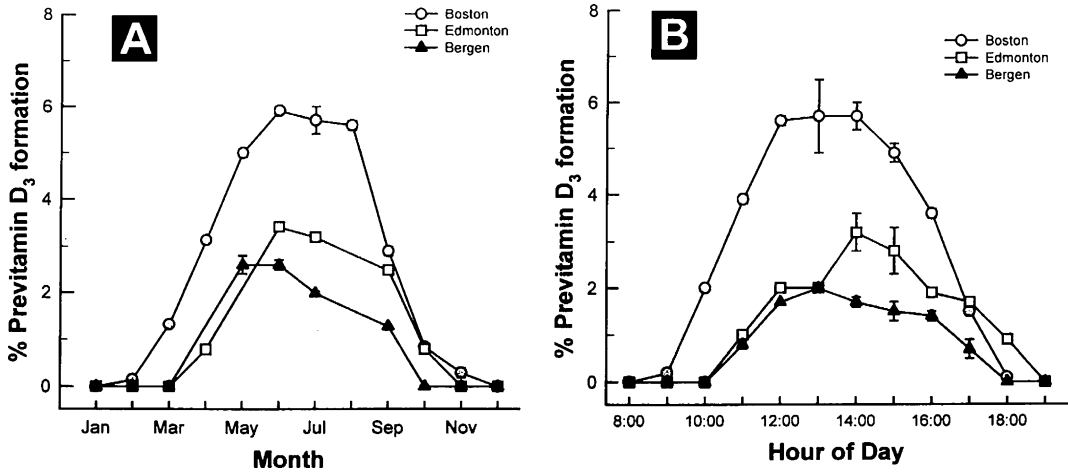 A
Boston
Edmonton
Bergen
% Previtamin D3 formation
8
6
4
2
0
Jan Mar May Jul Sep Nov
Month
B
Boston
Edmonton
Bergen
% Previtamin D3 formation
8
6
4
2
0
8:00 10:00 12:00 14:00 16:00 18:00
Hour of Day